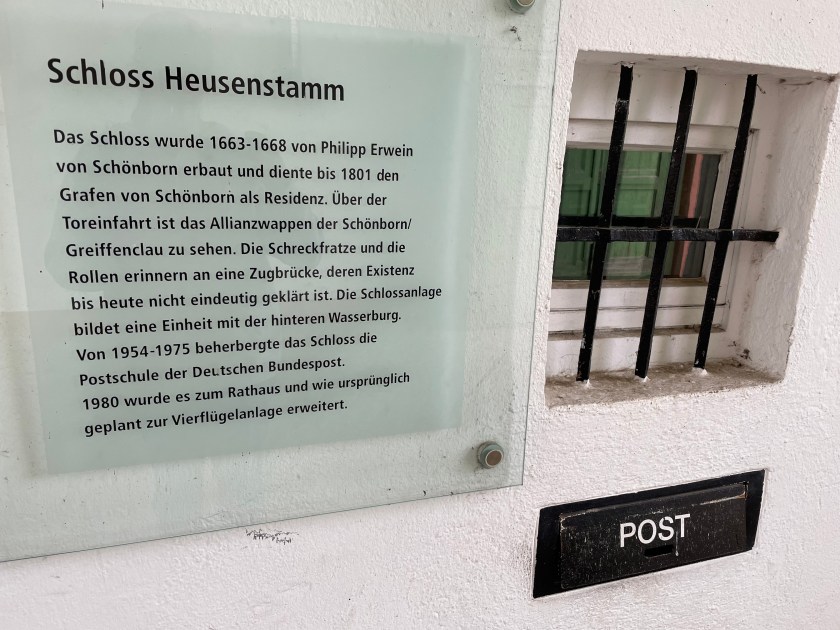 Schloss Heusenstamm
Das Schloss wurde 1663-1668 von Philipp Erwein
von Schönborn erbaut und diente bis 1801 den
Grafen von Schönborn als Residenz. Über der
Toreinfahrt ist das Allianzwappen der Schönborn/
Greiffenclau zu sehen. Die Schreckfratze und die
Rollen erinnern an eine Zugbrücke, deren Existenz
bis heute nicht eindeutig geklärt ist. Die Schlossanlage
bildet eine Einheit mit der hinteren Wasserburg.
Von 1954-1975 beherbergte das Schloss die
Postschule der Deutschen Bundespost.
1980 wurde es zum Rathaus und wie ursprünglich
geplant zur Vierflügelanlage erweitert.
POST